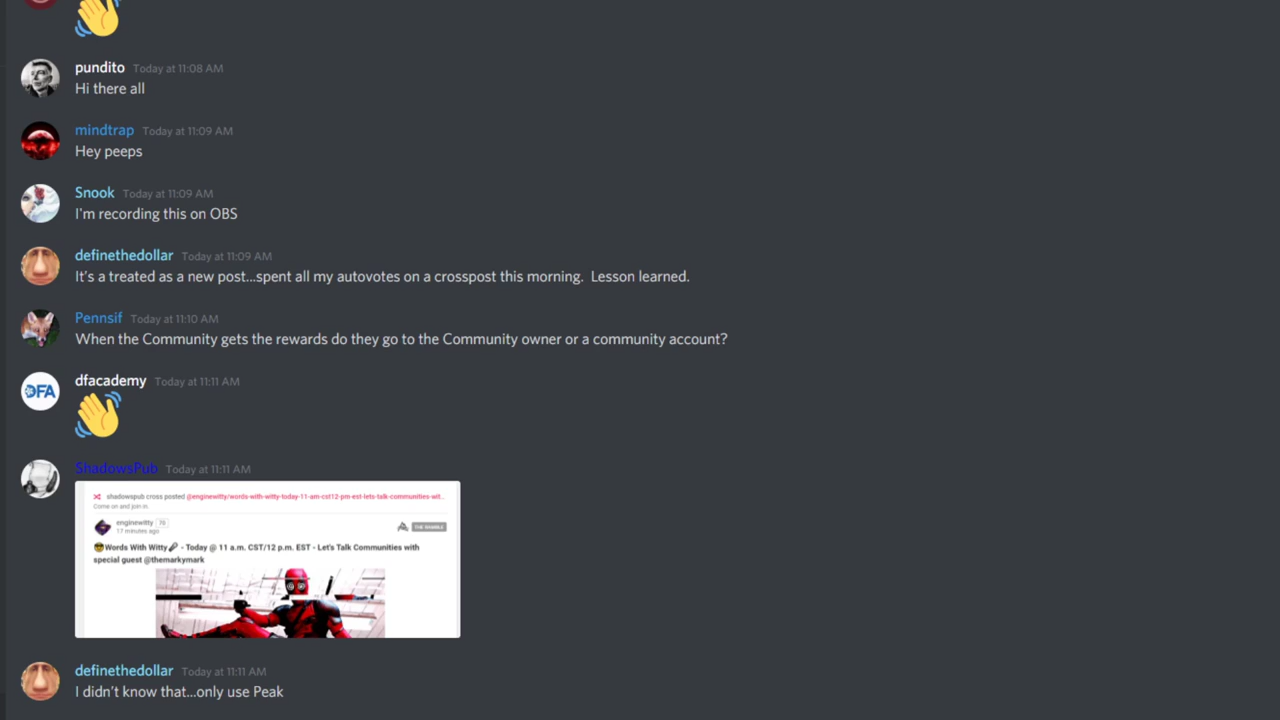 pundito Today at 11:08 AM
Hi there all
mindtrap Today at 11:09 AM
Hey peeps
Snook Today at 11:09 AM
I'm recording this on OBS
definethedollar Today at 11:09 AM
It's a treated as a new post...spent all my autovotes on a crosspost this morning. Lesson learned.
Pennsif Today at 11:10 AM
When the Community gets the rewards do they go to the Community owner or a community account?
DFA
dfacademy Today at 11:11 AM
ShadowsPub Today at 11:11 AM
shadowspub cross posted @enginewitty/words-with-witty-today-11-am-cst12-pm-est-lets-talk-communities-wit...
Come on and join in.
enginewitty 76
17 minutes ago
THE RAMBLE
Words With Witty - Today @ 11 a.m. CST/12 p.m. EST - Let's Talk Communities with
special guest @themarkymark
definethedollar Today at 11:11 AM
I didn't know that...only use Peak